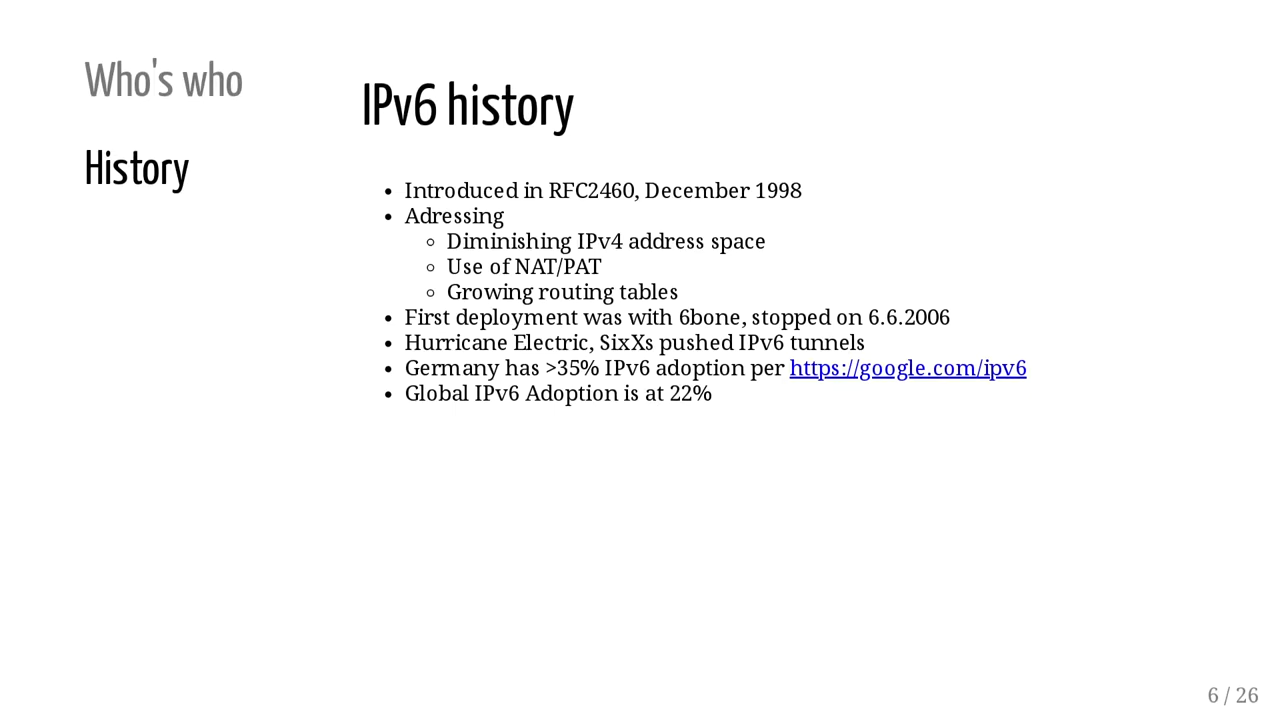 Who's who
History
IPv6 history
• Introduced in RFC2460, December 1998
• Adressing
◦ Diminishing IPv4 address space
◦ Use of NAT/PAT
◦ Growing routing tables
• First deployment was with 6bone, stopped on 6.6.2006
• Hurricane Electric, SixXs pushed IPv6 tunnels
• Germany has >35% IPv6 adoption per https://google.com/ipv6
• Global IPv6 Adoption is at 22%
6 / 26